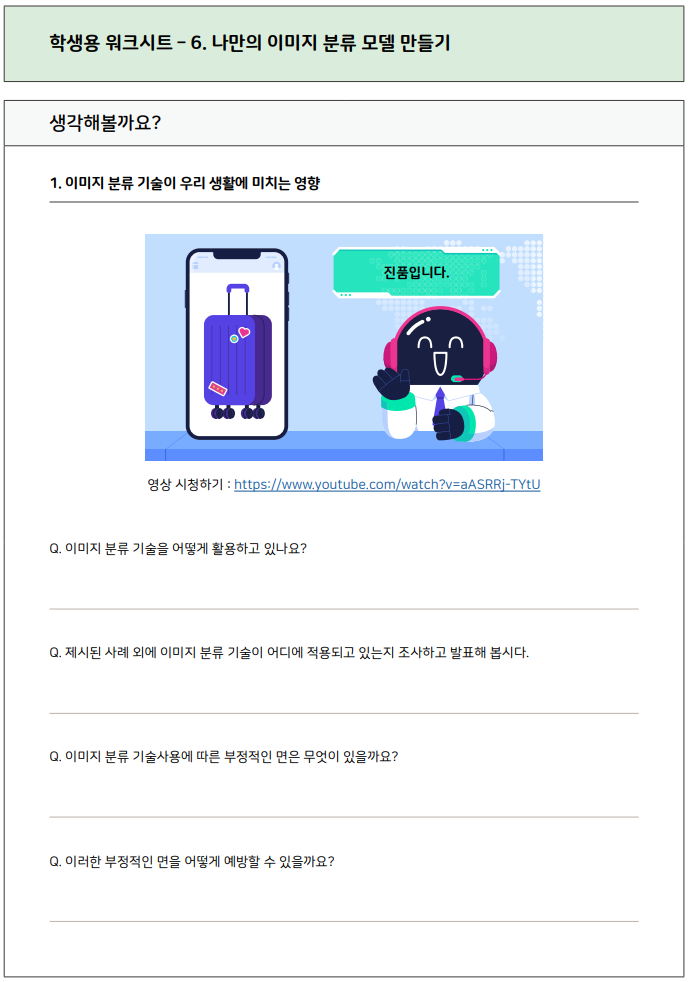 학생용 워크시트 - 6. 나만의 이미지 분류 모델 만들기
생각해볼까요?
1. 이미지 분류 기술이 우리 생활에 미치는 영향
진품입니다.
영상 시청하기 : https://www.youtube.com/watch?v=aASRRj-TYtU
Q. 이미지 분류 기술을 어떻게 활용하고 있나요?
Q. 제시된 사례 외에 이미지 분류 기술이 어디에 적용되고 있는지 조사하고 발표해 봅시다.
Q. 이미지 분류 기술사용에 따른 부정적인 면은 무엇이 있을까요?
Q. 이러한 부정적인 면을 어떻게 예방할 수 있을까요?